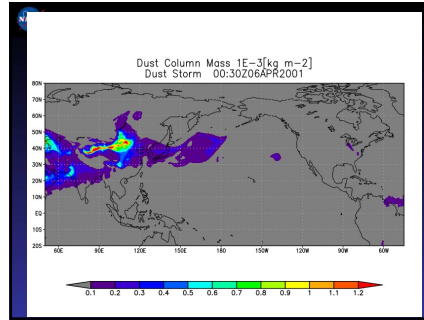 Dust Column Mass 1E-3[kg m-2]
Dust Storm 00:30Z06APR2001
80N
70N
60N
50N
40N
30N
20N
10N
EQ
10S
20S
60E 90E 120E 150E 180 150W 120W 90W 60W
0.1 0.2 0.3 0.4 0.5 0.6 0.7 0.8 0.9 1 1.1 1.2